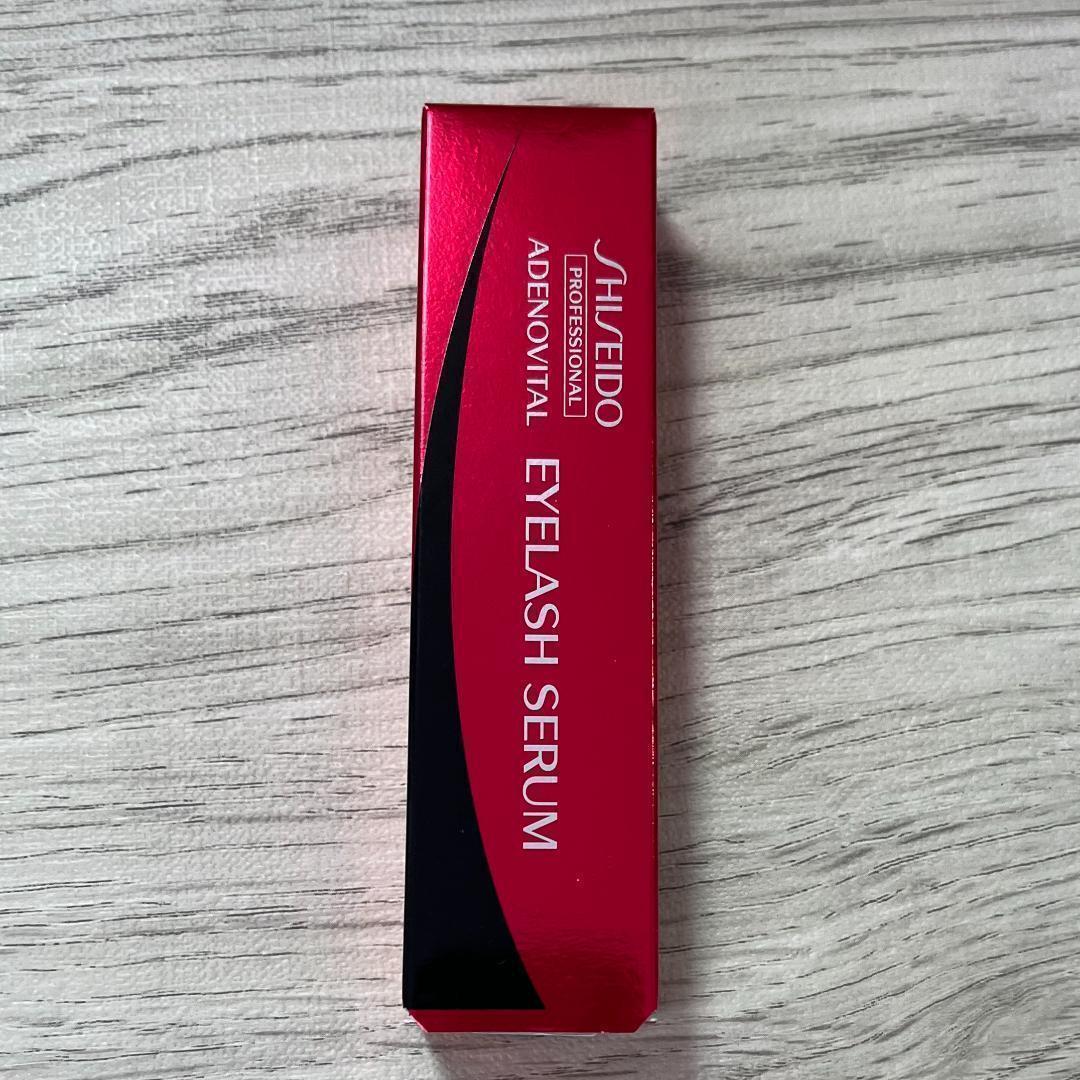 SHISEIDO
PROFESSIONAL
ADENOVITAL
EYELASH SERUM